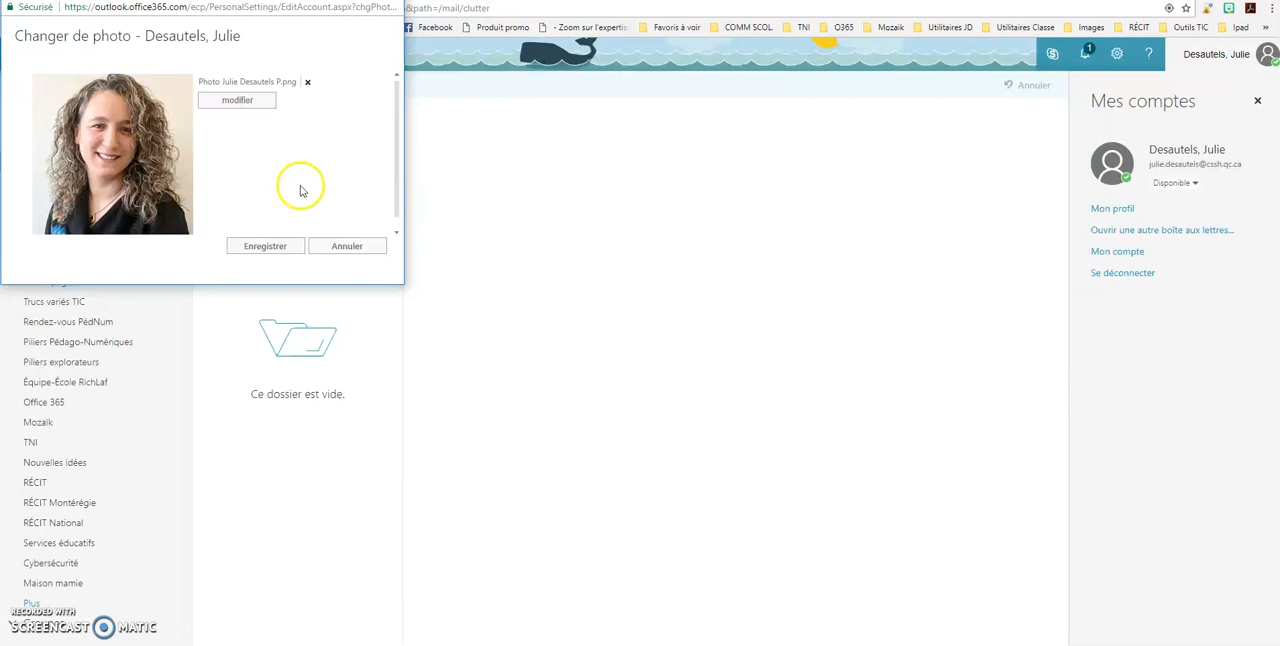 Sécurisé
https://outlook.office365.com/ecp/PersonalSettings/EditAccount.aspx?chgPhot...
&path=/mail/clutter
Changer de photo - Desautels, Julie
Photo Julie Desautels P.png
modifier
Enregistrer
Annuler
Facebook
Produit promo
- Zoom sur l'expertis
Favoris à voir
COMM SCOL.
TNI
O365
Mozaik
Utilitaires JD
Utilitaires Classe
Images
RÉCIT
Outils TIC
Ipad
»
1
?
Desautels, Julie
Annuler
Mes comptes
Desautels, Julie
julie.desautels@cssh.qc.ca
Disponible
Mon profil
Ouvrir une autre boîte aux lettres...
Mon compte
Se déconnecter
Trucs variés TIC
Rendez-vous PédNum
Piliers Pédago-Numériques
Piliers explorateurs
Équipe-École RichLaf
Office 365
Mozaïk
TNI
Nouvelles idées
RÉCIT
RÉCIT Montérégie
RÉCIT National
Services éducatifs
Cybersécurité
Maison mamie
Plus
Ce dossier est vide.
RECORDED WITH
SCREENCAST MATIC